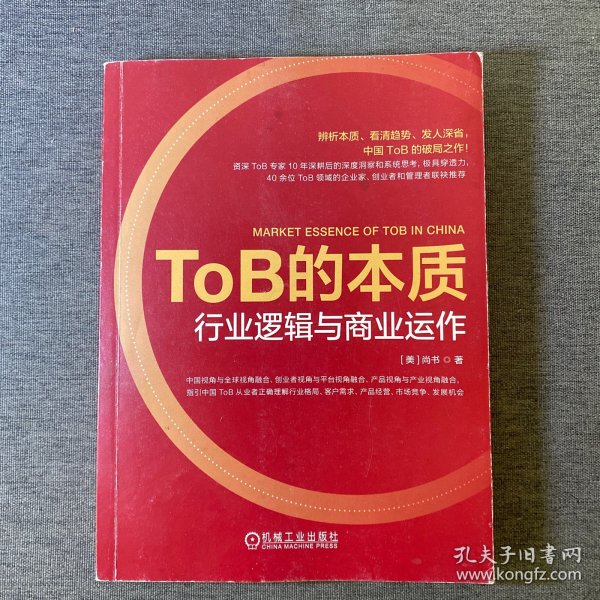 辨析本质、看清趋势、发人深省,
中国 ToB 的破局之作!
资深 ToB 专家 10 年深耕后的深度洞察和系统思考,极具穿透力,
40 余位 ToB 领域的企业家、创业者和管理者联袂推荐
MARKET ESSENCE OF TOB IN CHINA
ToB的本质
行业逻辑与商业运作
[美]尚书 ○ 著
中国视角与全球视角融合、创业者视角与平台视角融合、产品视角与产业视角融合,
指引中国 ToB 从业者正确理解行业格局、客户需求、产品经营、市场竞争、发展机会
机械工业出版社
CHINA MACHINE PRESS
孔夫子旧书网
www.kongfz.com